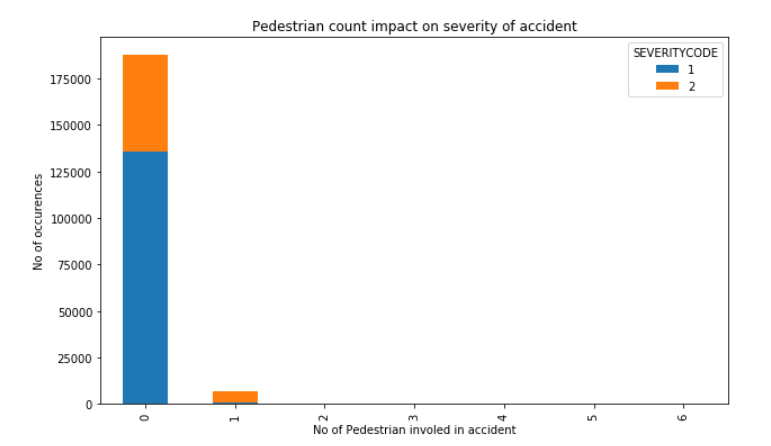 Pedestrian count impact on severity of accident
SEVERITYCODE
1
2
175000
150000
125000
100000
75000
50000
25000
0
No of occurences
0 1 2 3 4 5 6
No of Pedestrian involed in accident